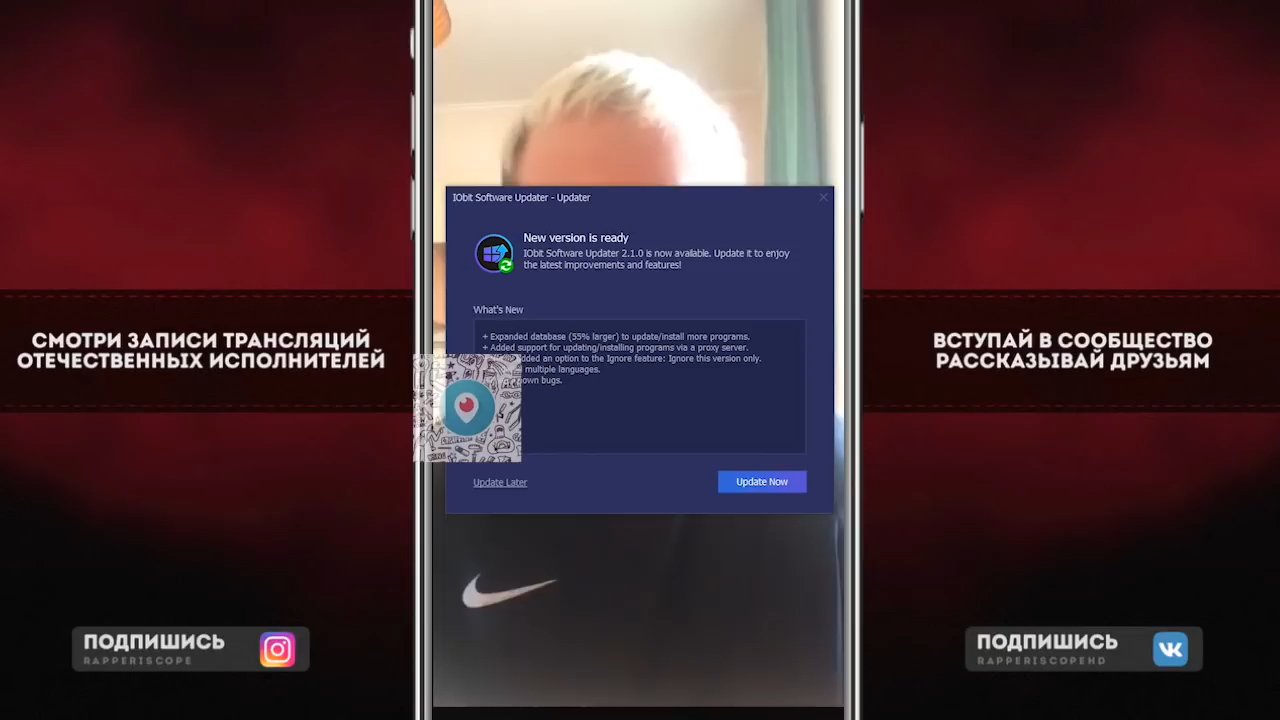 IObit Software Updater - Updater
New version is ready
IObit Software Updater 2.1.0 is now available. Update it to enjoy
the latest improvements and features!
What's New
+ Expanded database (55% larger) to update/install more programs.
+ Added support for updating/installing programs via a proxy server.
added an option to the Ignore feature: Ignore this version only.
multiple languages.
own bugs.
Update Later
Update Now
СМОТРИ ЗАПИСИ ТРАНСЛЯЦИЙ
ОТЕЧЕСТВЕННЫХ ИСПОЛНИТЕЛЕЙ
ВСТУПАЙ В СООБЩЕСТВО
РАССКАЗЫВАЙ ДРУЗЬЯМ
ПОДПИШИСЬ
RAPPERISCOPE
ПОДПИШИСЬ
RAPPERISCOPEND